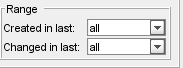 Range
Created in last: all
Changed in last: all